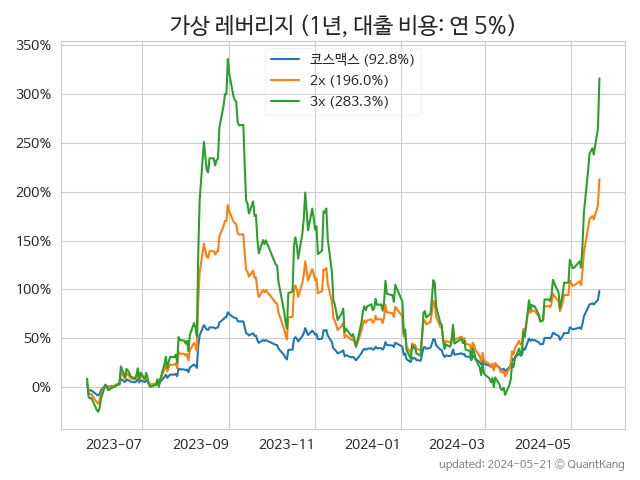 가상 레버리지 (1년, 대출 비용: 연 5%)
350%
300%
250%
200%
150%
100%
50%
0%
코스맥스 (92.8%)
2x (196.0%)
3x (283.3%)
2023-07 2023-09 2023-11 2024-01 2024-03 2024-05
updated: 2024-05-21 © QuantKang